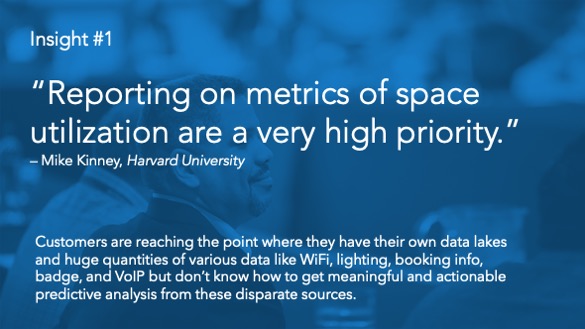 Insight #1
“Reporting on metrics of space
utilization are a very high priority.”
– Mike Kinney, Harvard University
Customers are reaching the point where they have their own data lakes
and huge quantities of various data like WiFi, lighting, booking info,
badge, and VoIP but don’t know how to get meaningful and actionable
predictive analysis from these disparate sources.